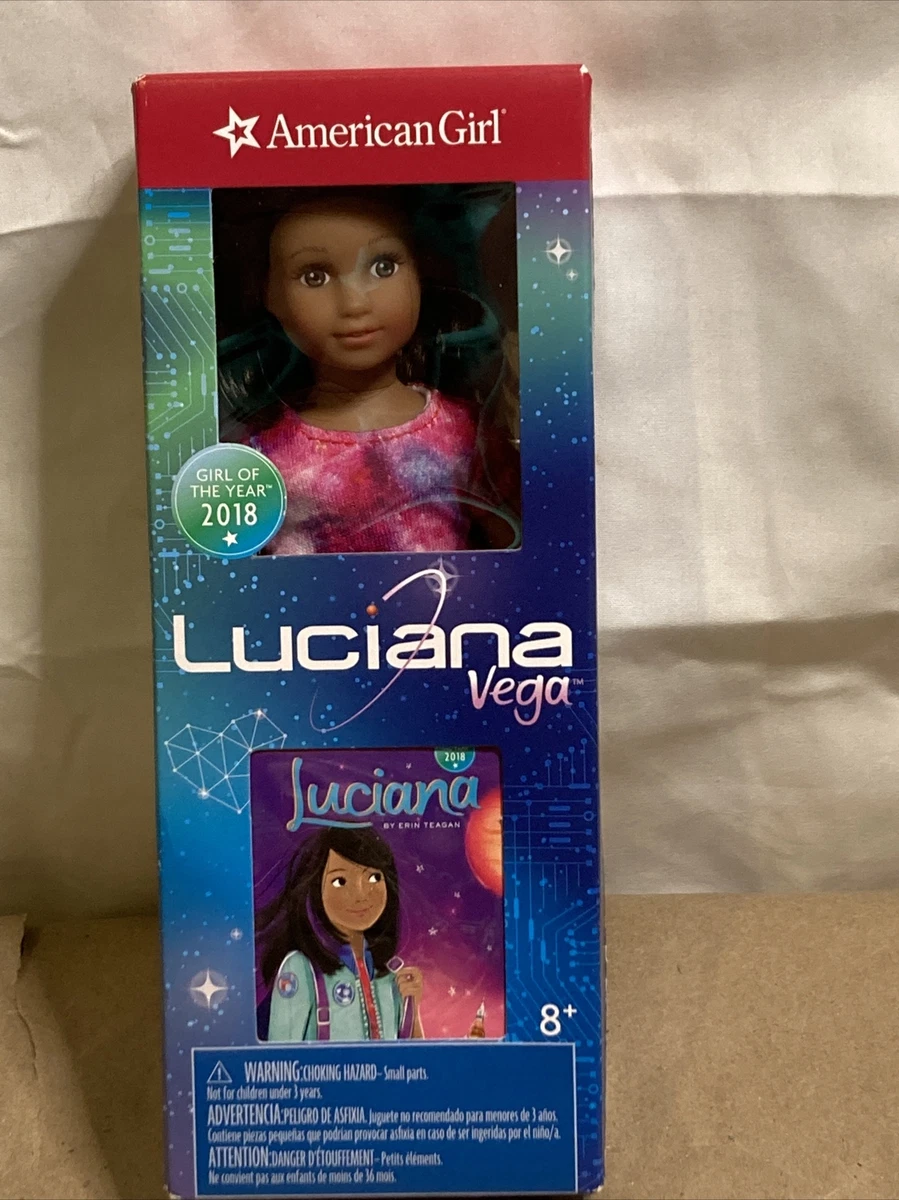 American Girl®
GIRL OF
THE YEAR™
2018
Luciana
Vega™
2018
Luciana
BY ERIN TEAGAN
8+
WARNING:CHOKING HAZARD–Small parts.
Not for children under 3 years.
ADVERTENCIA:PELIGRO DE ASFIXIA. Juguete no recomendado para menores de 3 años.
Contiene piezas pequeñas que podrían provocar asfixia en caso de ser ingeridas por el niño/a.
ATTENTION:DANGER D'ÉTOUFFEMENT–Petits éléments.
Ne convient pas aux enfants de moins de 36 mois.